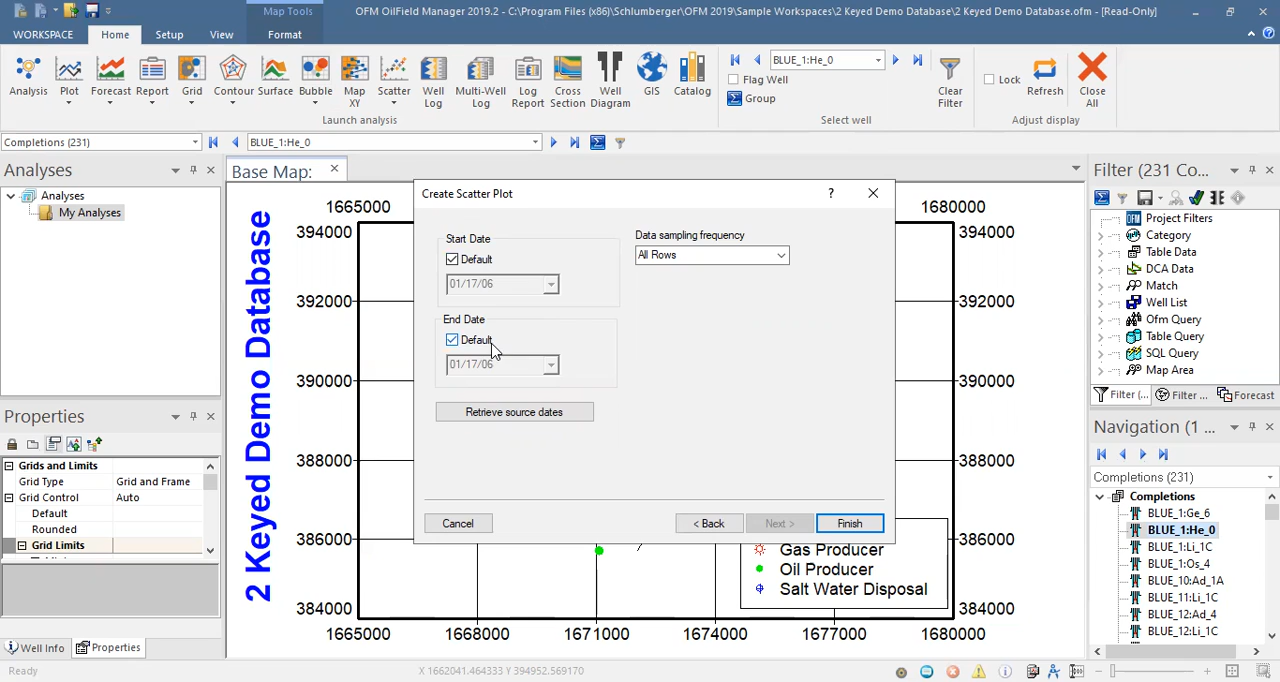 Map Tools
OFM OilField Manager 2019.2 - C:\Program Files (x86)\Schlumberger\OFM 2019\Sample Workspaces\2 Keyed Demo Database\2 Keyed Demo Database.ofm - [Read-Only]
WORKSPACE Home Setup View Format
Analysis Plot Forecast Report Grid Contour Surface Bubble Map XY Scatter Well Log Multi-Well Log Log Report Cross Section Well Diagram GIS Catalog
BLUE_1:He_0
Flag Well
Group
Clear Filter
Lock
Refresh
Close All
Launch analysis Select well Adjust display
Completions (231) BLUE_1:He_0
Analyses
Analyses
My Analyses
Properties
Grids and Limits
Grid Type Grid and Frame
Grid Control Auto
Default
Rounded
Grid Limits
Well Info Properties
Base Map:
2 Keyed Demo Database
1665000 1680000
394000 394000
392000 392000
390000 390000
388000 388000
386000 386000
384000 384000
1665000 1668000 1671000 1674000 1677000 1680000
Gas Producer
Oil Producer
Salt Water Disposal
Create Scatter Plot ?
Start Date
Default
01/17/06
End Date
Default
01/17/06
Retrieve source dates
Data sampling frequency
All Rows
Cancel < Back Next > Finish
Filter (231 Co...
Project Filters
Category
Table Data
DCA Data
Match
Well List
Ofm Query
Table Query
SQL Query
Map Area
Filter (... Filter ... Forecast
Navigation (1 ...
Completions (231)
Completions
BLUE_1:Ge_6
BLUE_1:He_0
BLUE_1:Li_1C
BLUE_1:Os_4
BLUE_10:Ad_1A
BLUE_11:Li_1C
BLUE_12:Ad_4
BLUE_12:Li_1C
Ready X 1662041.464333 Y 394952.569170